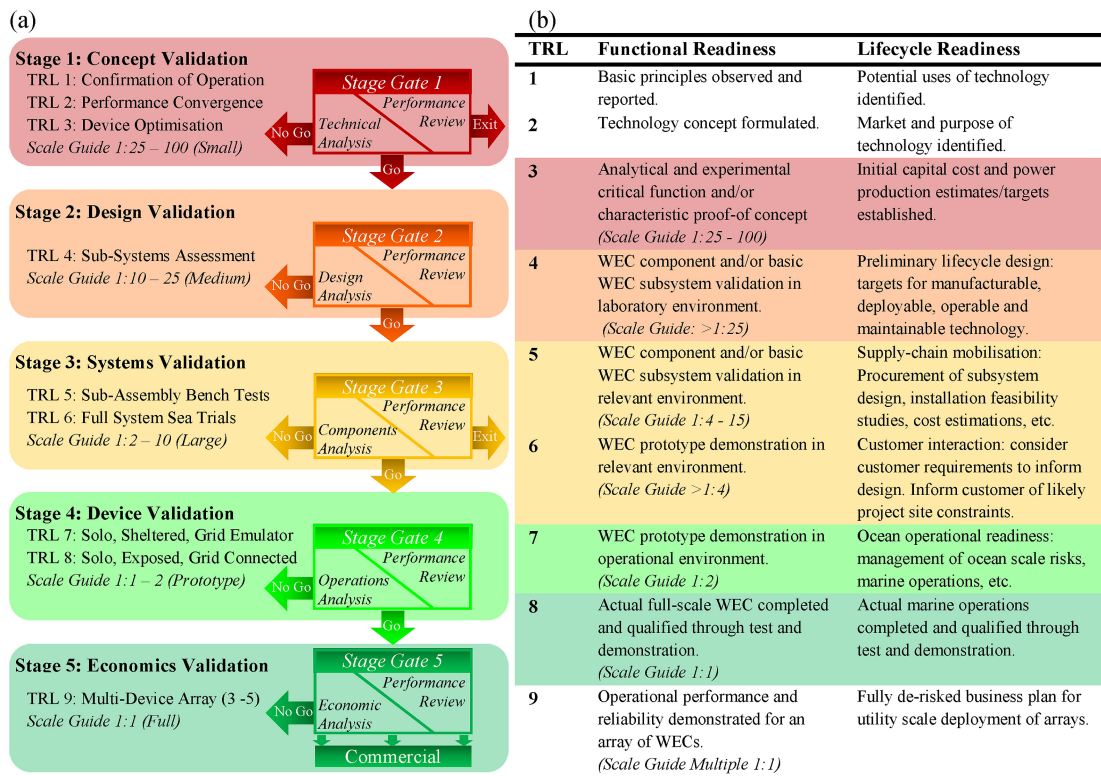 (a)
Stage 1: Concept Validation
TRL 1: Confirmation of Operation
TRL 2: Performance Convergence
TRL 3: Device Optimisation
Scale Guide 1:25 – 100 (Small)
Stage Gate 1
Performance
Review
Technical
Analysis
No Go
Exit
Go
Stage 2: Design Validation
TRL 4: Sub-Systems Assessment
Scale Guide 1:10 – 25 (Medium)
Stage Gate 2
Performance
Review
Design
Analysis
No Go
Go
Stage 3: Systems Validation
TRL 5: Sub-Assembly Bench Tests
TRL 6: Full System Sea Trials
Scale Guide 1:2 – 10 (Large)
Stage Gate 3
Performance
Review
Components
Analysis
No Go
Exit
Go
Stage 4: Device Validation
TRL 7: Solo, Sheltered, Grid Emulator
TRL 8: Solo, Exposed, Grid Connected
Scale Guide 1:1 – 2 (Prototype)
Stage Gate 4
Performance
Review
Operations
Analysis
No Go
Go
Stage 5: Economics Validation
TRL 9: Multi-Device Array (3 -5)
Scale Guide 1:1 (Full)
Stage Gate 5
Performance
Review
Economic
Analysis
No Go
Commercial
(b)
TRL Functional Readiness Lifecycle Readiness
1 Basic principles observed and Potential uses of technology
reported. identified.
2 Technology concept formulated. Market and purpose of
technology identified.
3 Analytical and experimental Initial capital cost and power
critical function and/or production estimates/targets
characteristic proof-of concept established.
(Scale Guide 1:25 - 100)
4 WEC component and/or basic Preliminary lifecycle design:
WEC subsystem validation in targets for manufacturable,
laboratory environment. deployable, operable and
(Scale Guide: >1:25) maintainable technology.
5 WEC component and/or basic Supply-chain mobilisation:
WEC subsystem validation in Procurement of subsystem
relevant environment. design, installation feasibility
(Scale Guide 1:4 - 15) studies, cost estimations, etc.
6 WEC prototype demonstration in Customer interaction: consider
relevant environment. customer requirements to inform
(Scale Guide >1:4) design. Inform customer of likely
project site constraints.
7 WEC prototype demonstration in Ocean operational readiness:
operational environment. management of ocean scale risks,
(Scale Guide 1:2) marine operations, etc.
8 Actual full-scale WEC completed Actual marine operations
and qualified through test and completed and qualified through
demonstration. test and demonstration.
(Scale Guide 1:1)
9 Operational performance and Fully de-risked business plan for
reliability demonstrated for an utility scale deployment of arrays.
array of WECs.
(Scale Guide Multiple 1:1)